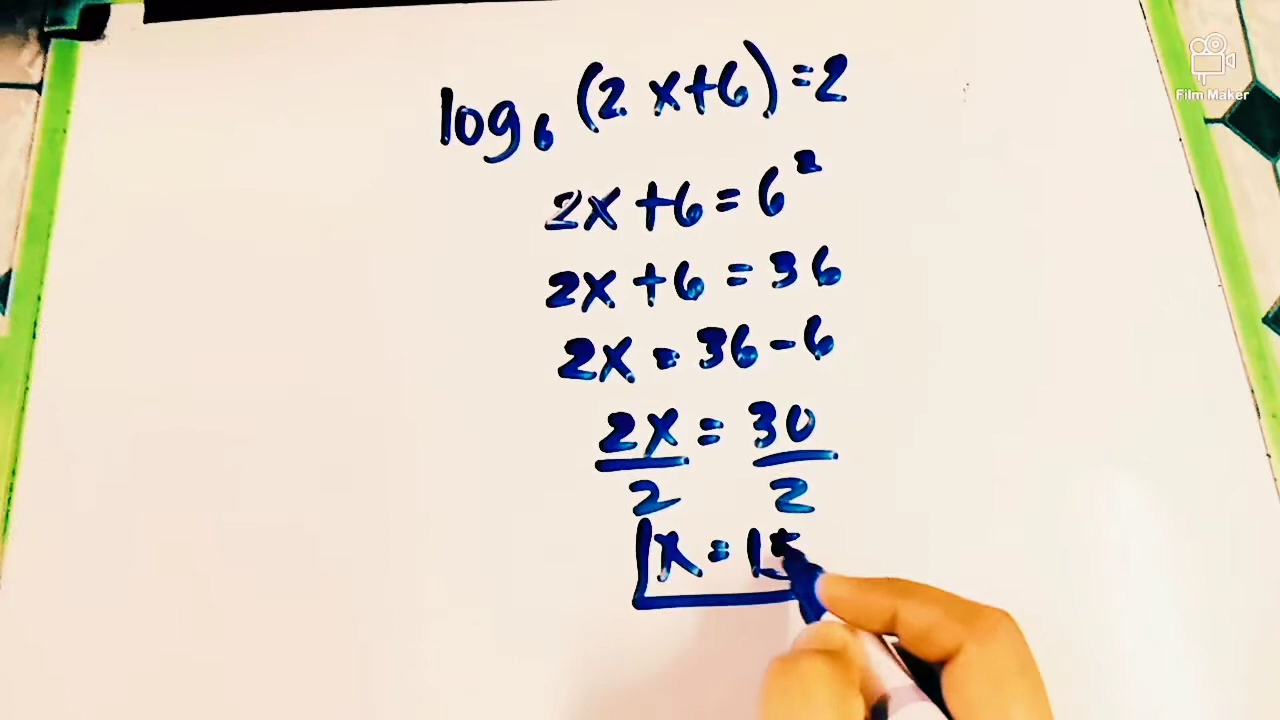 log₆ (2x+6)=2
2x+6=6²
2x+6=36
2x=36-6
2x=30
2 2
x=15
Film Maker